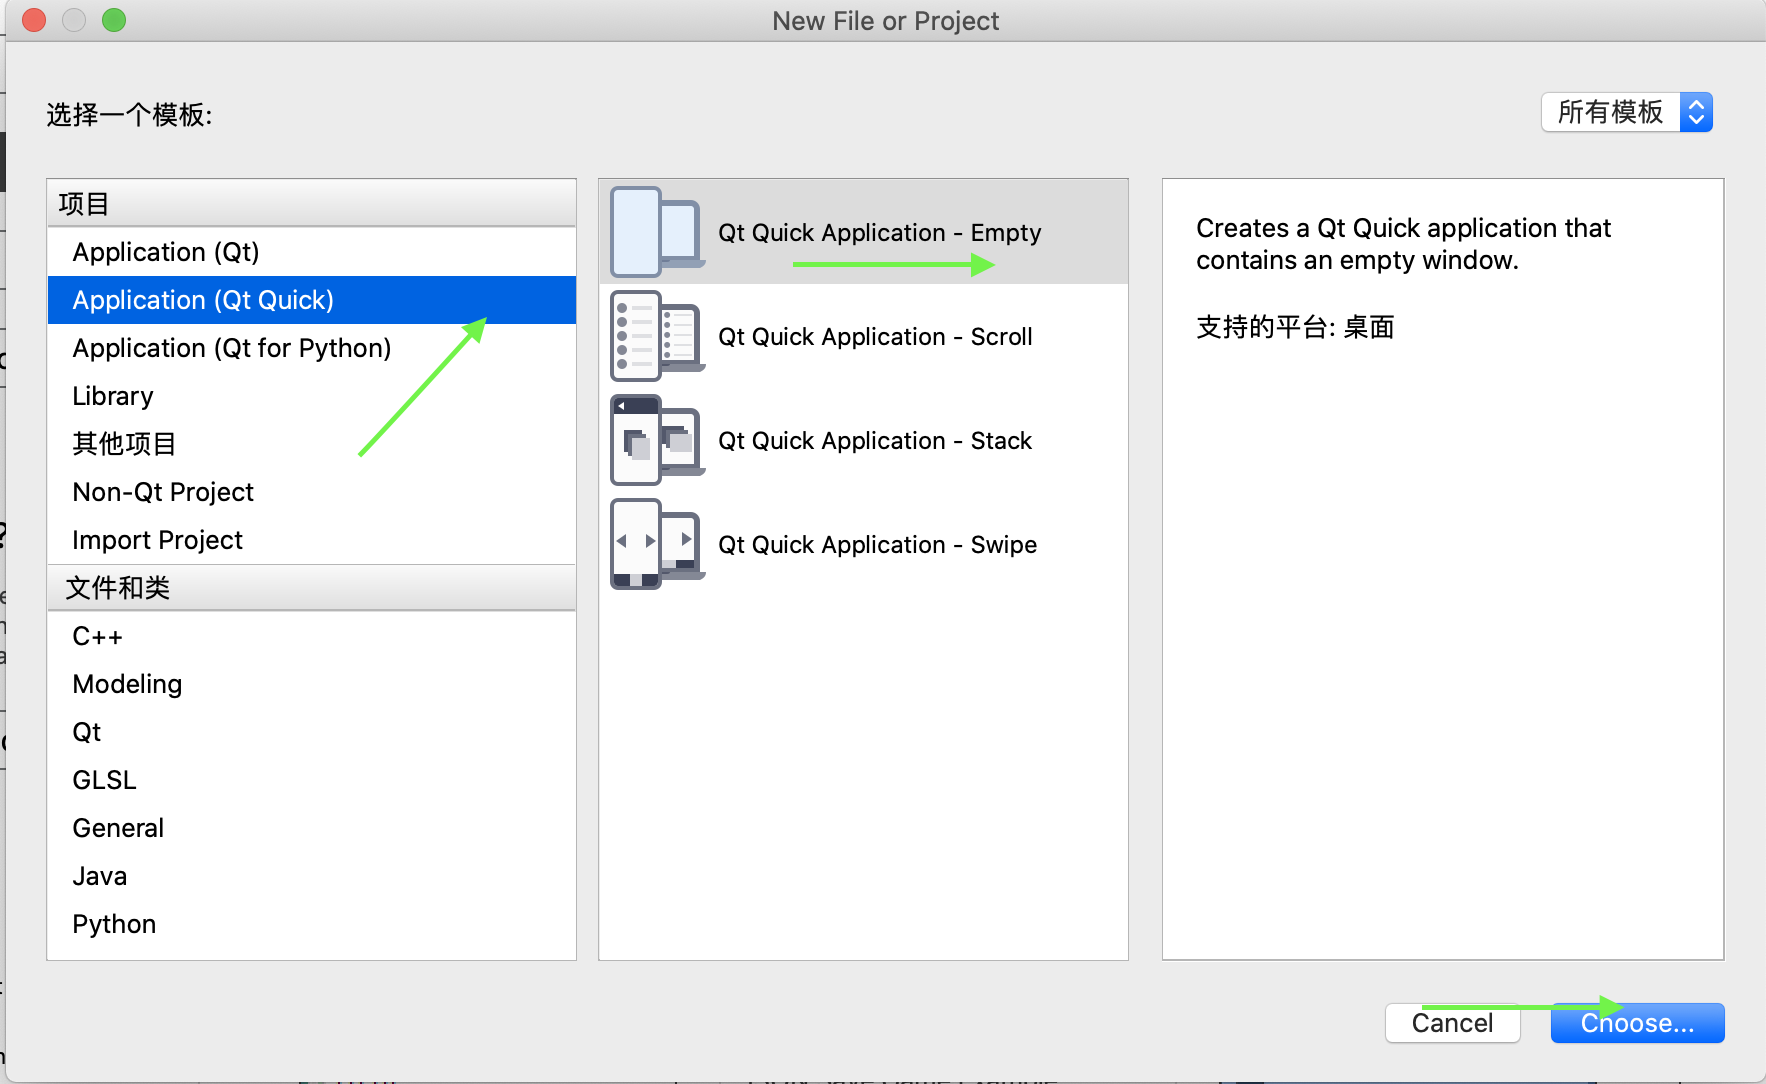 New File or Project
选择一个模板:
所有模板
项目
Application (Qt)
Application (Qt Quick)
Application (Qt for Python)
Library
其他项目
Non-Qt Project
Import Project
文件和类
C++
Modeling
Qt
GLSL
General
Java
Python
Qt Quick Application - Empty
Qt Quick Application - Scroll
Qt Quick Application - Stack
Qt Quick Application - Swipe
Creates a Qt Quick application that
contains an empty window.
支持的平台: 桌面
Cancel
Choose...